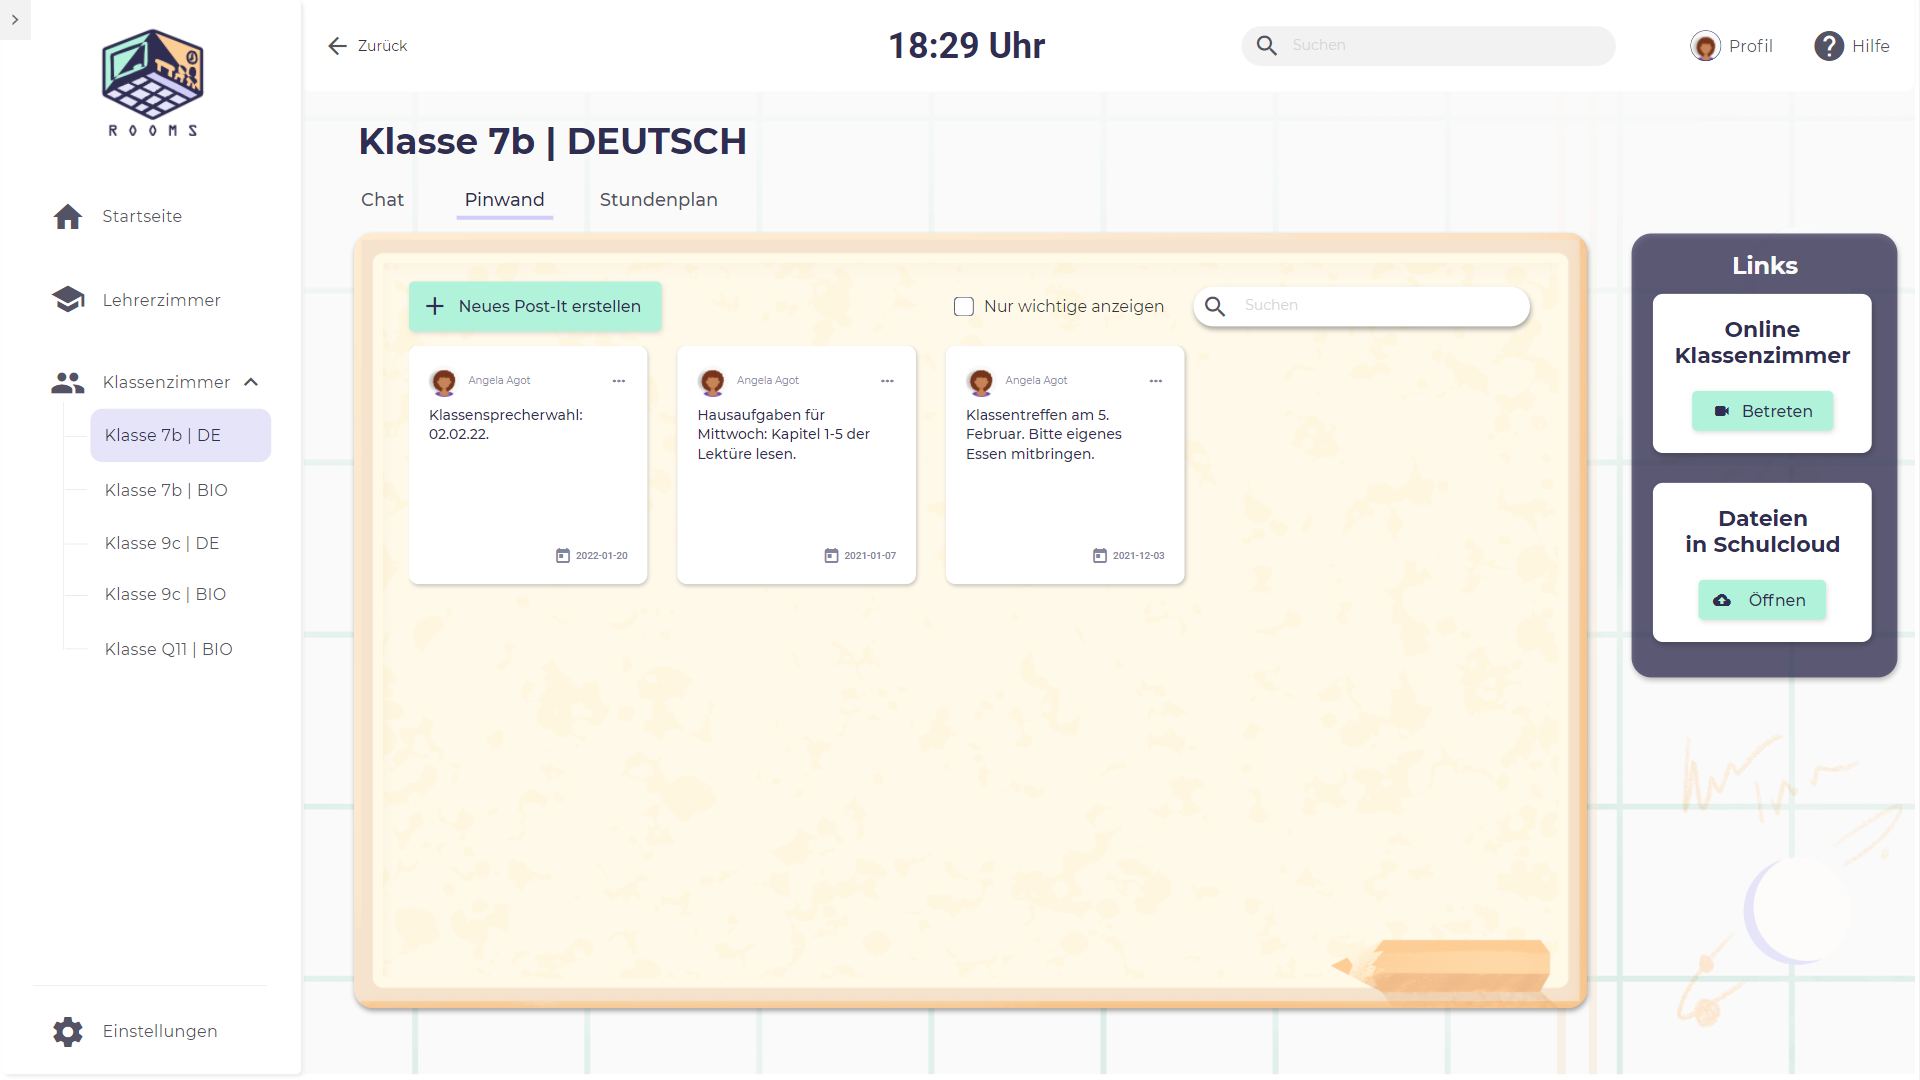 ROOMS
Startseite
Lehrerzimmer
Klassenzimmer
Klasse 7b | DE
Klasse 7b | BIO
Klasse 9c | DE
Klasse 9c | BIO
Klasse Q11 | BIO
Einstellungen
Zurück
18:29 Uhr
Suchen
Profil
Hilfe
Klasse 7b | DEUTSCH
Chat
Pinwand
Stundenplan
Neues Post-It erstellen
Nur wichtige anzeigen
Suchen
Angela Agot
Klassensprecherwahl:
02.02.22.
2022-01-20
Angela Agot
Hausaufgaben für
Mittwoch: Kapitel 1-5 der
Lektüre lesen.
2021-01-07
Angela Agot
Klassentreffen am 5.
Februar. Bitte eigenes
Essen mitbringen.
2021-12-03
Links
Online
Klassenzimmer
Betreten
Dateien
in Schulcloud
Öffnen